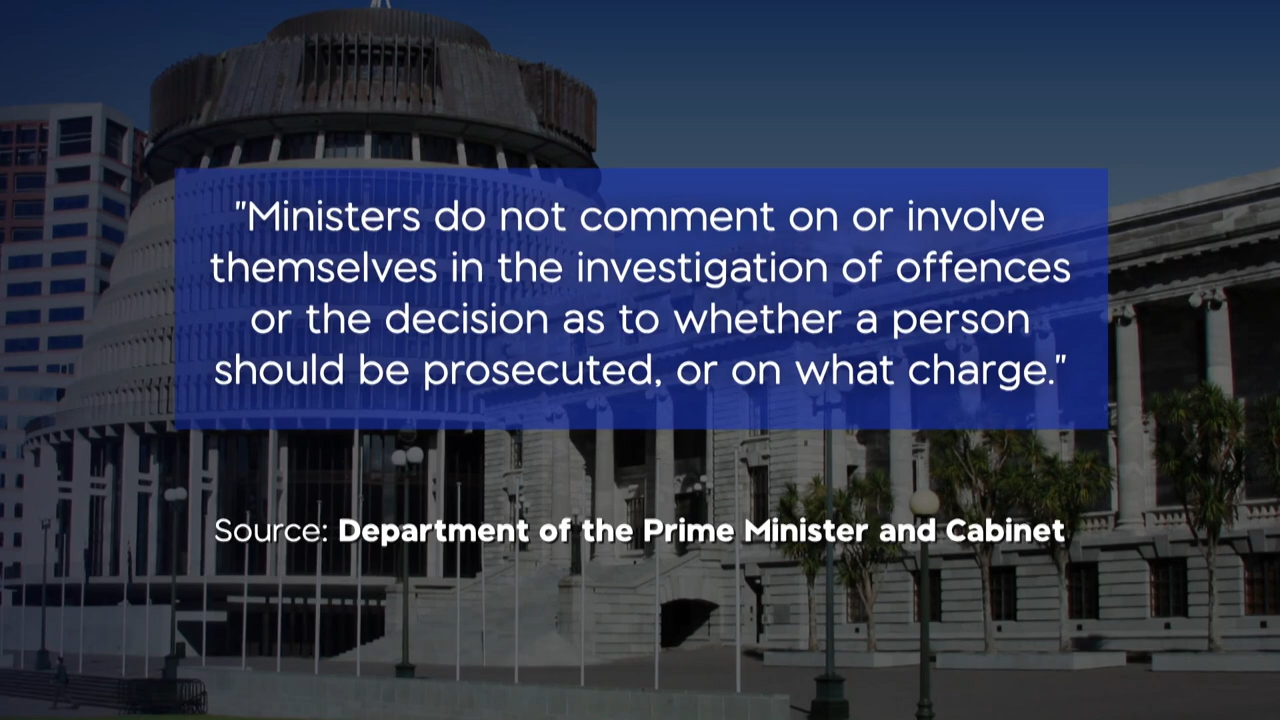 "Ministers do not comment on or involve
themselves in the investigation of offences
or the decision as to whether a person
should be prosecuted, or on what charge."
Source: Department of the Prime Minister and Cabinet